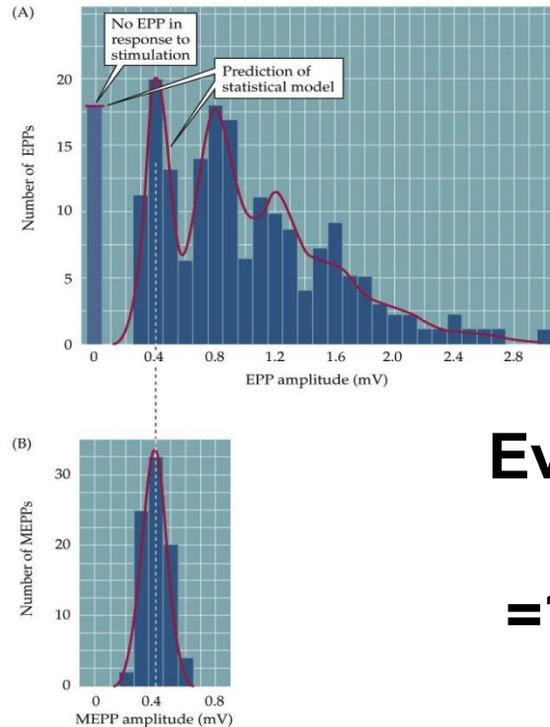 (A)
No EPP in
response to
stimulation
Prediction of
statistical model
Number of EPPs
20
15
10
5
0
0 0.4 0.8 1.2 1.6 2.0 2.4 2.8
EPP amplitude (mV)
(B)
Number of MEPPs
30
20
10
0
0 0.4 0.8
MEPP amplitude (mV)
Ev
=